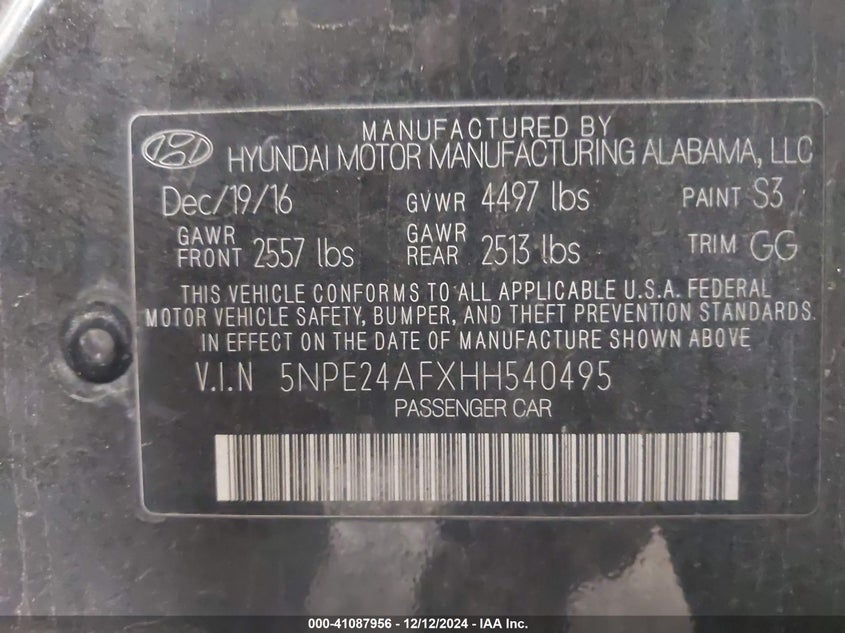 MANUFACTURED BY
HYUNDAI MOTOR MANUFACTURING ALABAMA, LLC
Dec/19/16 GVWR 4497 lbs PAINT S3
GAWR FRONT 2557 lbs GAWR REAR 2513 lbs TRIM GG
THIS VEHICLE CONFORMS TO ALL APPLICABLE U.S.A. FEDERAL
MOTOR VEHICLE SAFETY, BUMPER, AND THEFT PREVENTION STANDARDS
IN EFFECT ON THE DATE OF MANUFACTURE SHOWN ABOVE
V.I.N 5NPE24AFXHH540495
PASSENGER CAR
000-41087956 - 12/12/2024 - IAA Inc.